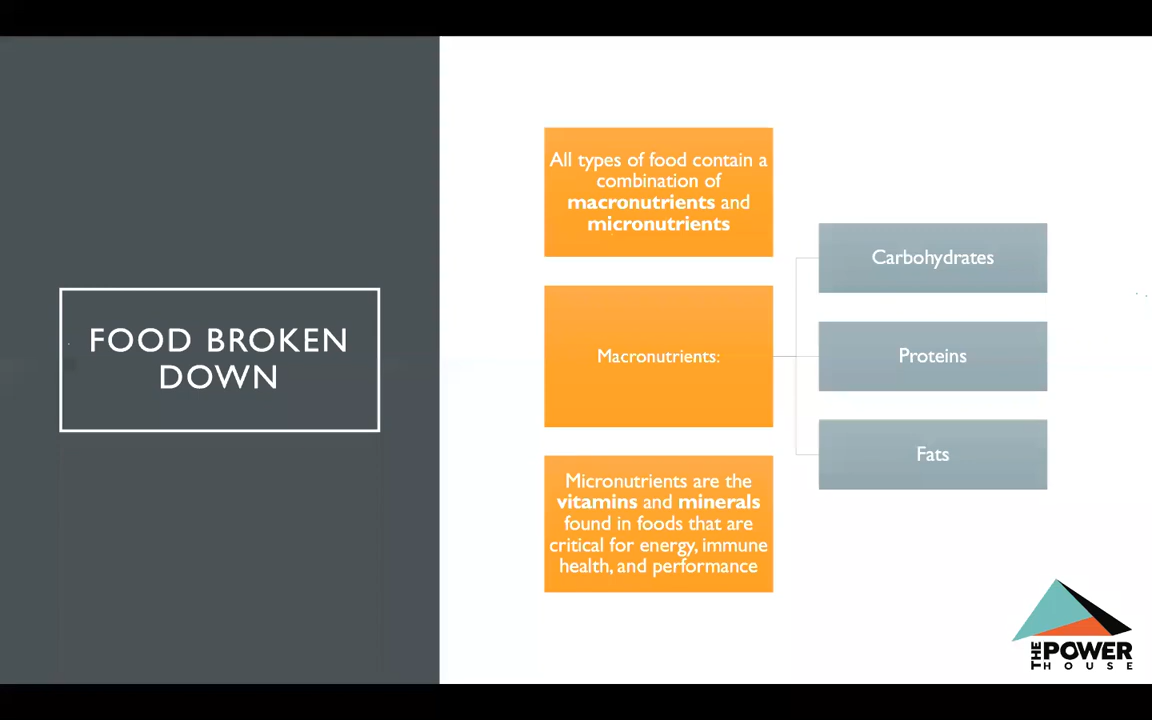 FOOD BROKEN
DOWN
All types of food contain a
combination of
macronutrients and
micronutrients
Macronutrients:
Carbohydrates
Proteins
Fats
Micronutrients are the
vitamins and minerals
found in foods that are
critical for energy, immune
health, and performance
THE POWER
HOUSE